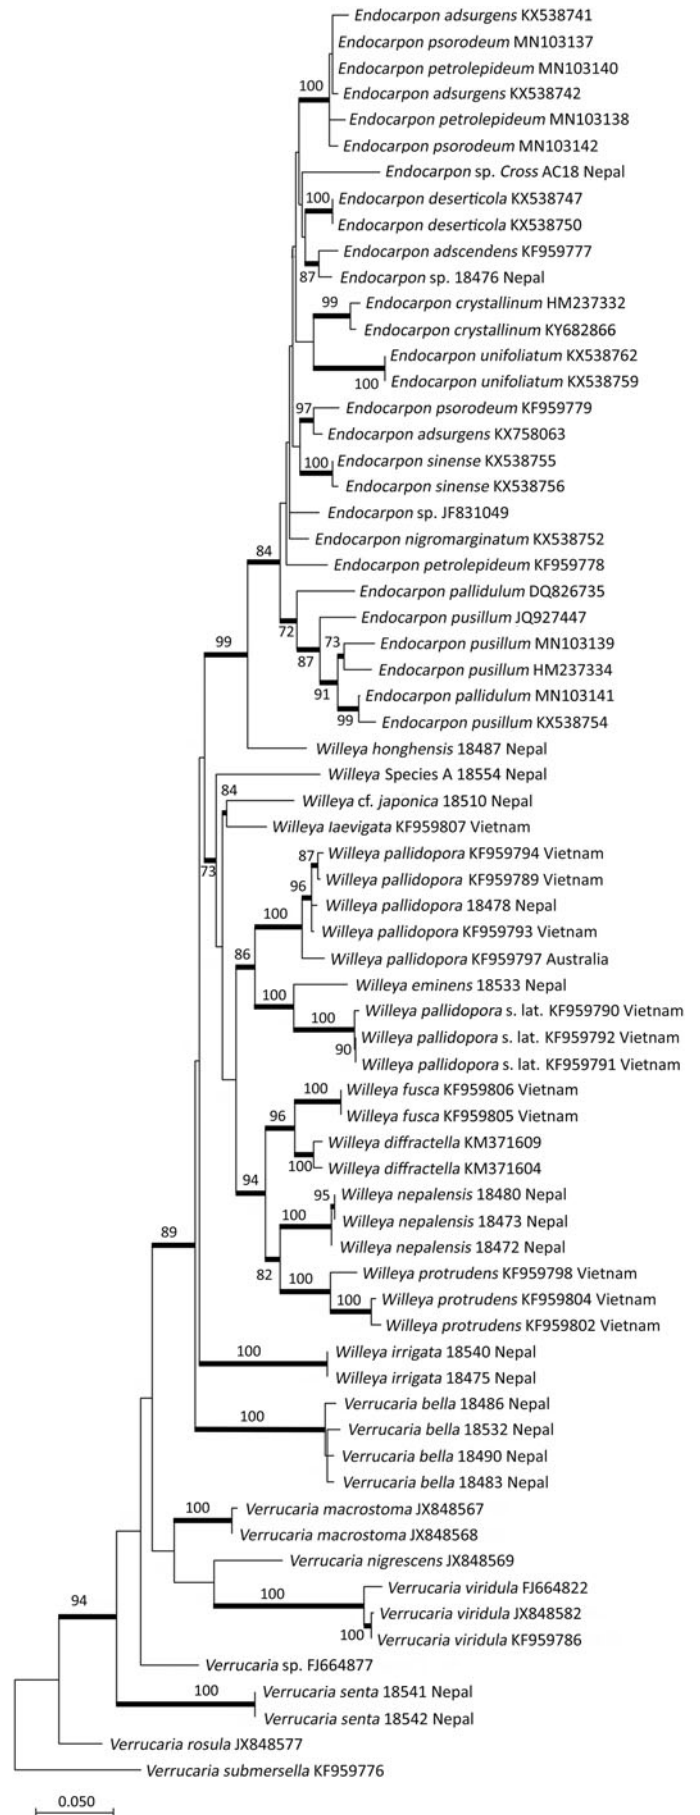 Endocarpon adsurgens KX538741
Endocarpon psorodeum MN103137
Endocarpon petrolepideum MN103140
Endocarpon adsurgens KX538742
100
Endocarpon petrolepideum MN103138
Endocarpon psorodeum MN103142
Endocarpon sp. Cross AC18 Nepal
100
Endocarpon deserticola KX538747
Endocarpon deserticola KX538750
Endocarpon adscendens KF959777
87
Endocarpon sp. 18476 Nepal
99
Endocarpon crystallinum HM237332
Endocarpon crystallinum KY682866
Endocarpon unifoliatum KX538762
100
Endocarpon unifoliatum KX538759
97
Endocarpon psorodeum KF959779
Endocarpon adsurgens KX758063
100
Endocarpon sinense KX538755
Endocarpon sinense KX538756
Endocarpon sp. JF831049
Endocarpon nigromarginatum KX538752
84
Endocarpon petrolepideum KF959778
Endocarpon pallidulum DQ826735
72
Endocarpon pusillum JQ927447
99
87
73
Endocarpon pusillum MN103139
Endocarpon pusillum HM237334
91
Endocarpon pallidulum MN103141
99
Endocarpon pusillum KX538754
Willeya honghensis 18487 Nepal
Willeya Species A 18554 Nepal
84
Willeya cf. japonica 18510 Nepal
Willeya laevigata KF959807 Vietnam
87
Willeya pallidopora KF959794 Vietnam
73
Willeya pallidopora KF959789 Vietnam
96
Willeya pallidopora 18478 Nepal
100
Willeya pallidopora KF959793 Vietnam
Willeya pallidopora KF959797 Australia
86
Willeya eminens 18533 Nepal
100
Willeya pallidopora s. lat. KF959790 Vietnam
100
Willeya pallidopora s. lat. KF959792 Vietnam
90
Willeya pallidopora s. lat. KF959791 Vietnam
100
Willeya fusca KF959806 Vietnam
Willeya fusca KF959805 Vietnam
96
Willeya diffractella KM371609
100
Willeya diffractella KM371604
94
95
Willeya nepalensis 18480 Nepal
100
Willeya nepalensis 18473 Nepal
89
Willeya nepalensis 18472 Nepal
82
Willeya protrudens KF959798 Vietnam
100
100
Willeya protrudens KF959804 Vietnam
Willeya protrudens KF959802 Vietnam
100
Willeya irrigata 18540 Nepal
Willeya irrigata 18475 Nepal
Verrucaria bella 18486 Nepal
100
Verrucaria bella 18532 Nepal
Verrucaria bella 18490 Nepal
Verrucaria bella 18483 Nepal
100
Verrucaria macrostoma JX848567
Verrucaria macrostoma JX848568
Verrucaria nigrescens JX848569
100
Verrucaria viridula FJ664822
94
Verrucaria viridula JX848582
100
Verrucaria viridula KF959786
Verrucaria sp. FJ664877
100
Verrucaria senta 18541 Nepal
Verrucaria senta 18542 Nepal
Verrucaria rosula JX848577
Verrucaria submersella KF959776
0.050